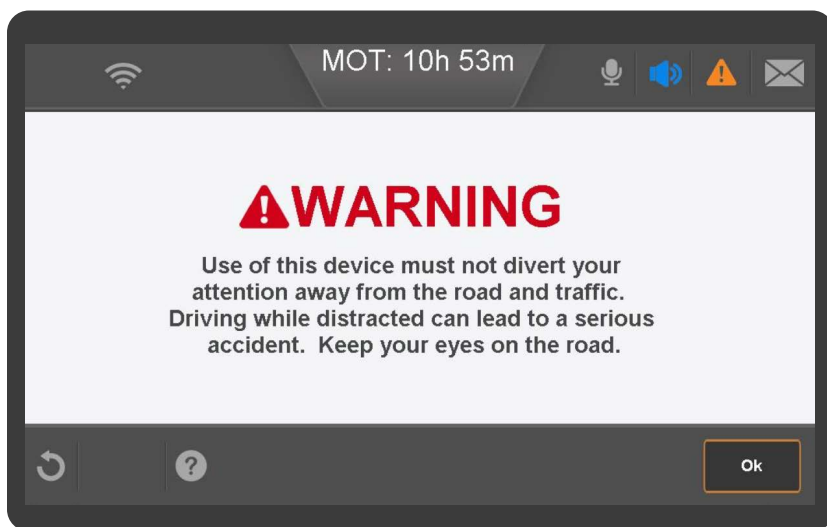 MOT: 10h 53m
WARNING
Use of this device must not divert your
attention away from the road and traffic.
Driving while distracted can lead to a serious
accident.  Keep your eyes on the road.
Ok